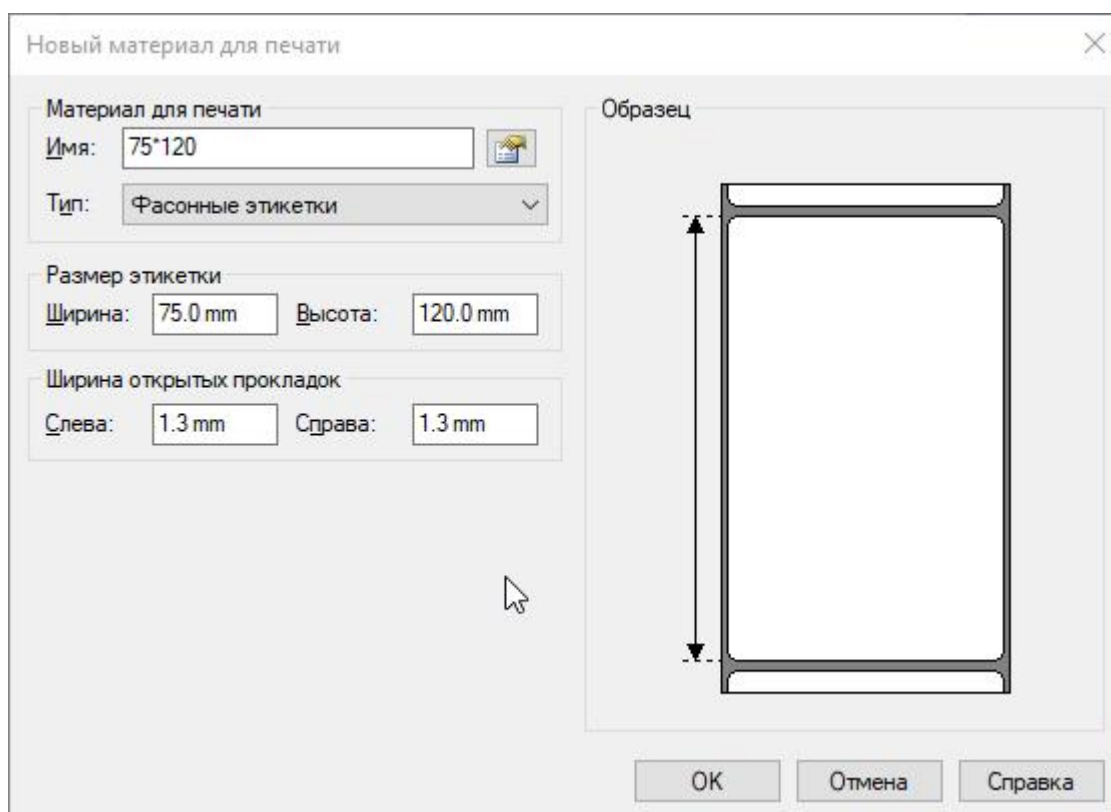 Новый материал для печати
Материал для печати
Имя: 75*120
Тип: Фасонные этикетки
Размер этикетки
Ширина: 75.0 mm Высота: 120.0 mm
Ширина открытых прокладок
Слева: 1.3 mm Справа: 1.3 mm
Образец
OK Отмена Справка